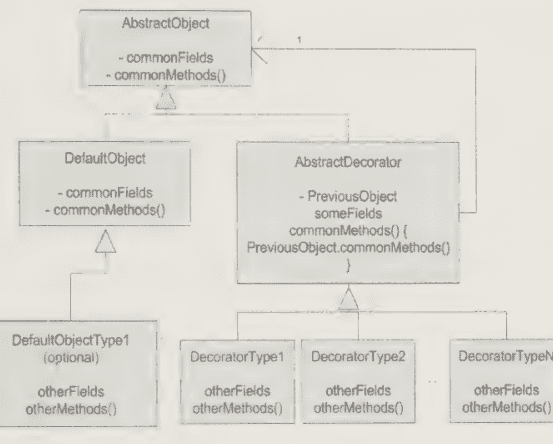 AbstractObject
- commonFields
- commonMethods()
1
DefaultObject
- commonFields
- commonMethods()
AbstractDecorator
- PreviousObject
someFields
commonMethods() {
PreviousObject.commonMethods()
}
DefaultObjectType1
(optional)
otherFields
otherMethods()
DecoratorType1
otherFields
otherMethods()
DecoratorType2
otherFields
otherMethods()
..
DecoratorTypeN
otherFields
otherMethods()